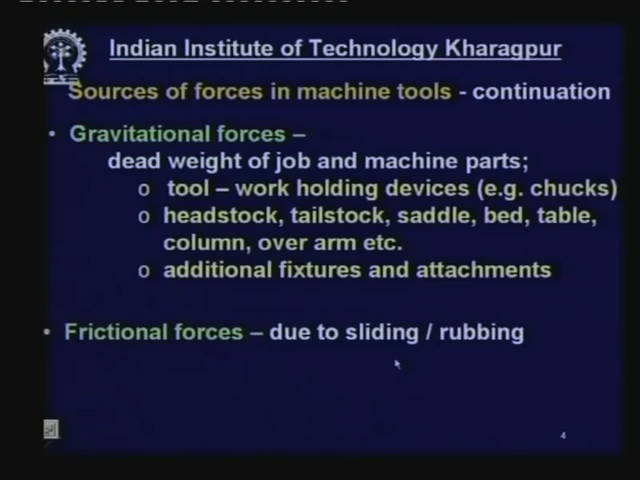 Indian Institute of Technology Kharagpur
Sources of forces in machine tools - continuation
• Gravitational forces –
dead weight of job and machine parts;
o tool – work holding devices (e.g. chucks)
o headstock, tailstock, saddle, bed, table,
column, over arm etc.
o additional fixtures and attachments
• Frictional forces – due to sliding / rubbing
4